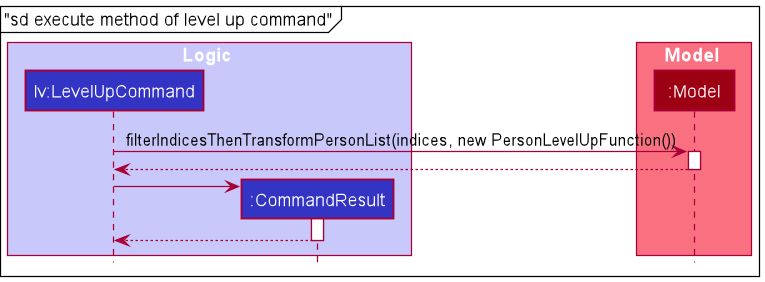 "sd execute method of level up command"
Logic
Model
lv:LevelUpCommand
:Model
filterIndicesThenTransformPersonList(indices, new PersonLevelUpFunction())
:CommandResult